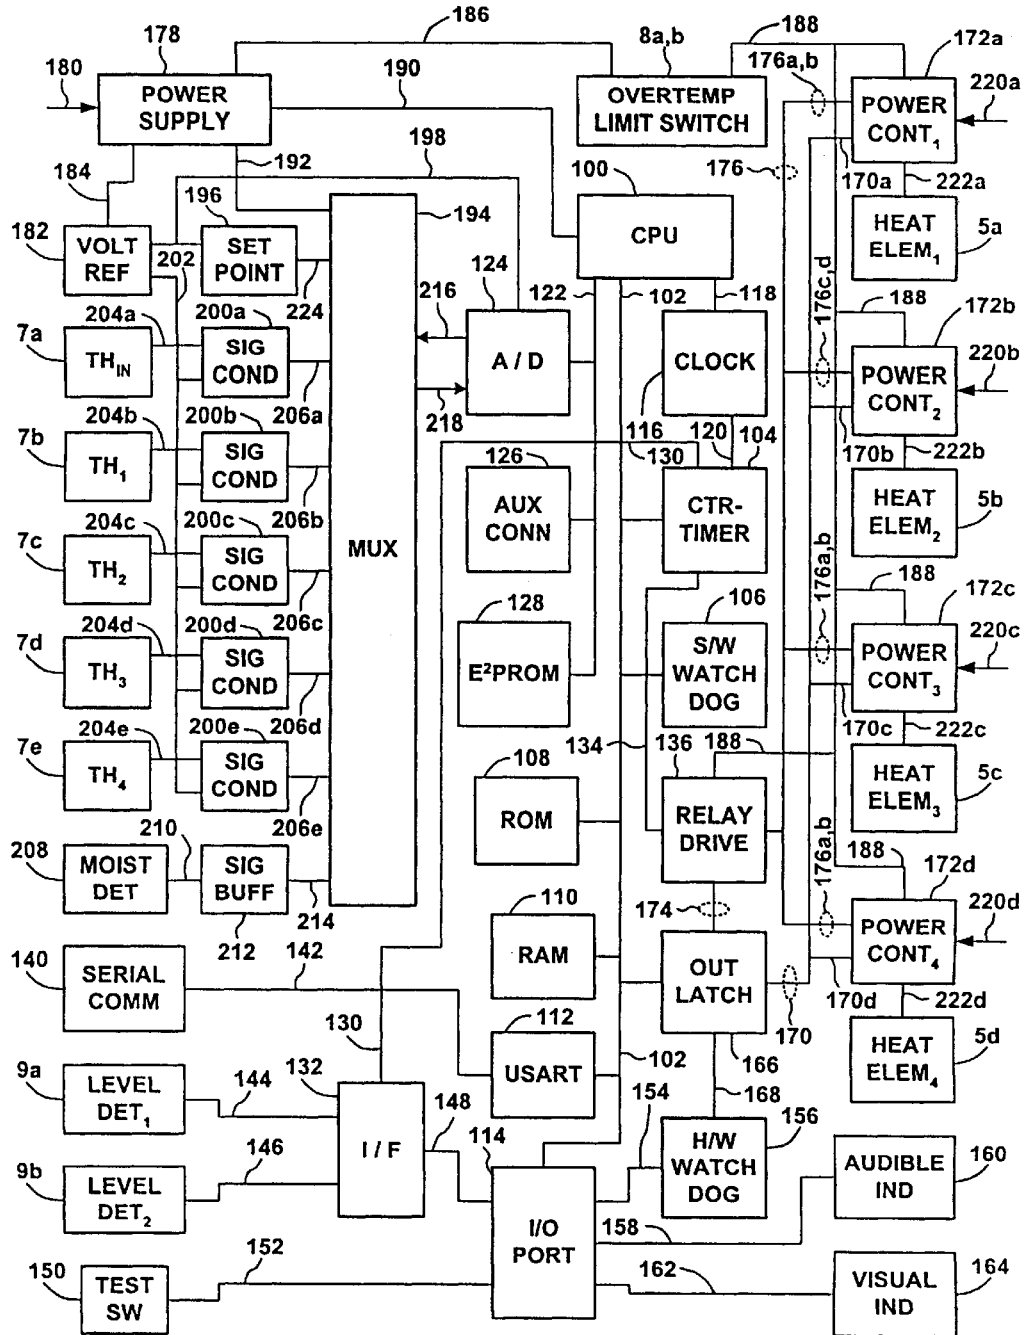 178
186
8a,b
188
172a
180
POWER
SUPPLY
190
OVERTEMP
LIMIT SWITCH
176a,b
POWER
CONT1
220a
184
192
198
100
176
170a
222a
182
VOLT
REF
196
SET
POINT
194
CPU
HEAT
ELEM1
5a
202
224
124
122
102
118
176c,d
188
172b
7a
204a
200a
216
THIN
SIG
COND
206a
A / D
CLOCK
POWER
CONT2
220b
218
7b
204b
200b
116
120
104
170b
222b
TH1
SIG
COND
206b
126
130
AUX
CONN
CTR-
TIMER
HEAT
ELEM2
5b
7c
204c
200c
MUX
176a,b
TH2
SIG
COND
206c
128
106
188
172c
7d
204d
200d
TH3
SIG
COND
206d
E²PROM
S/W
WATCH
DOG
POWER
CONT3
220c
7e
204e
200e
134
136
188
170c
222c
TH4
SIG
COND
206e
108
ROM
RELAY
DRIVE
HEAT
ELEM3
5c
208
210
176a,b
188
172d
MOIST
DET
SIG
BUFF
214
212
174
110
RAM
OUT
LATCH
POWER
CONT4
220d
140
142
SERIAL
COMM
170
170d
222d
130
112
USART
102
166
HEAT
ELEM4
5d
9a
132
168
LEVEL
DET1
144
148
154
156
I / F
114
H/W
WATCH
DOG
AUDIBLE
IND
160
9b
146
LEVEL
DET2
I/O
PORT
158
150
152
162
TEST
SW
VISUAL
IND
164